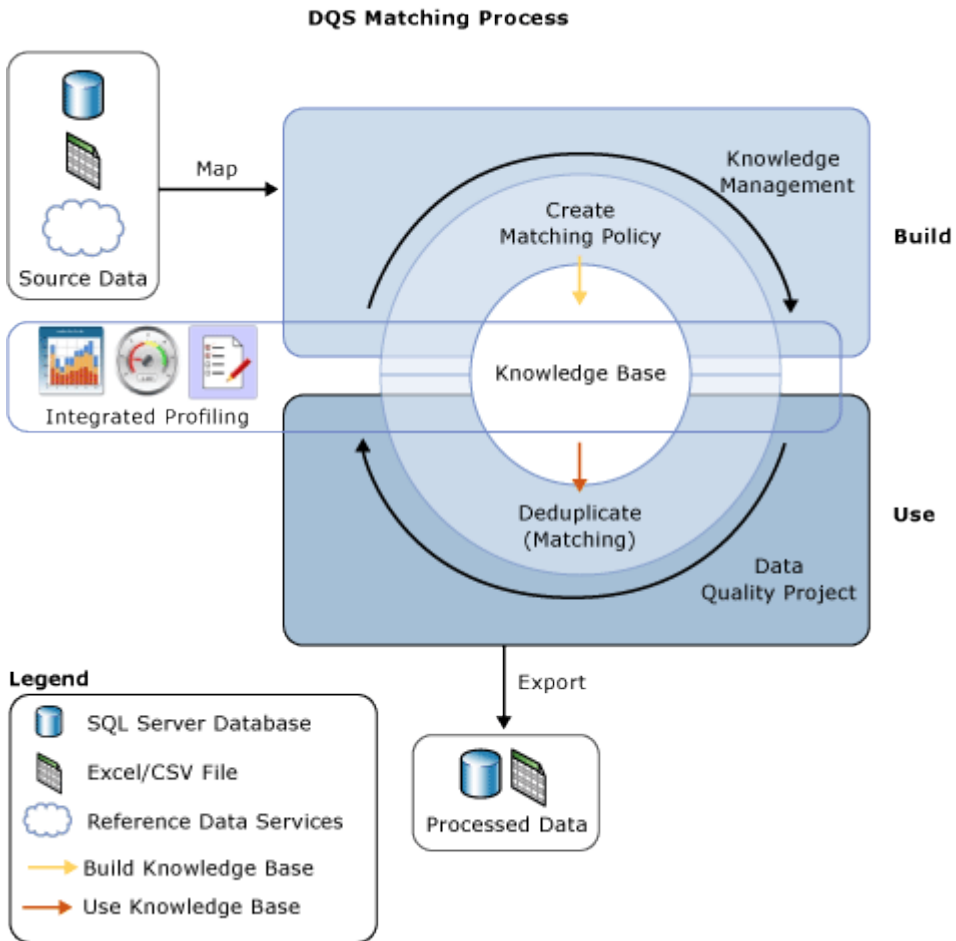 DQS Matching Process
Map
Source Data
Knowledge
Management
Create
Matching Policy
Build
Knowledge Base
Integrated Profiling
Deduplicate
(Matching)
Use
Data
Quality Project
Export
Processed Data
Legend
SQL Server Database
Excel/CSV File
Reference Data Services
Build Knowledge Base
Use Knowledge Base